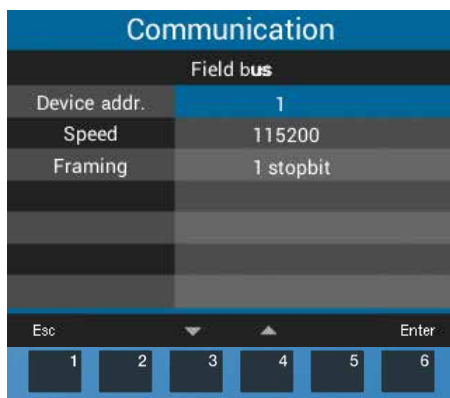 Communication
Field bus
Device addr. 1
Speed 115200
Framing 1 stopbit
Esc Enter
1 2 3 4 5 6